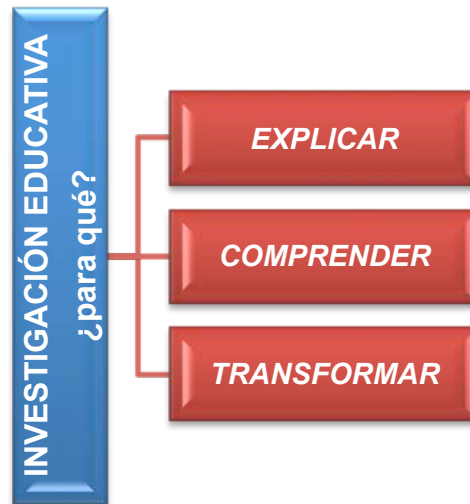 INVESTIGACIÓN EDUCATIVA
¿para qué?
EXPLICAR
COMPRENDER
TRANSFORMAR